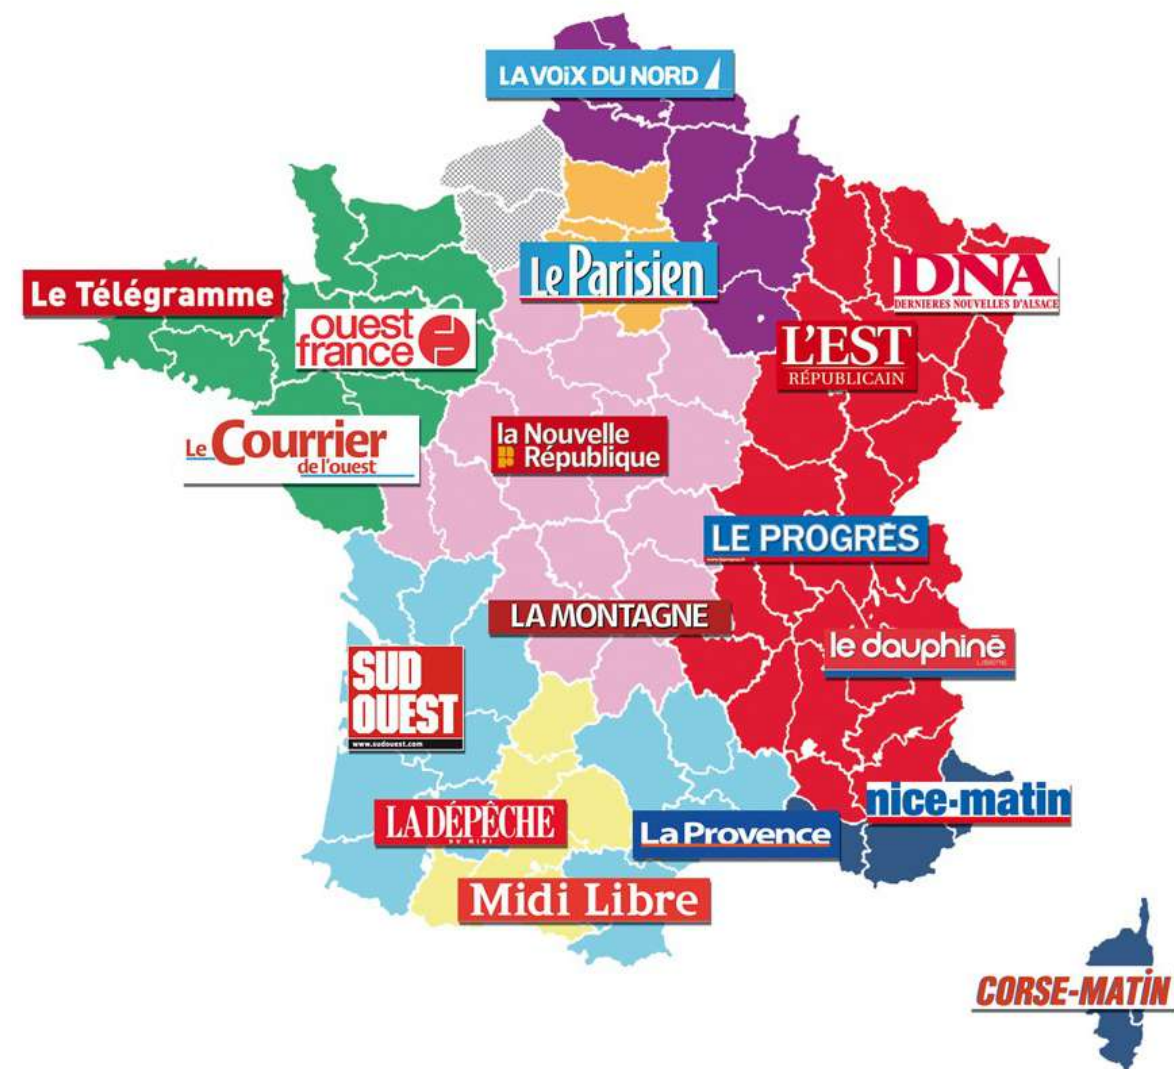 LA VOiX DU NORD
Le Parisien
DNA
DERNIERES NOUVELLES D'ALSACE
Le Télégramme
ouest
france
L'EST
RÉPUBLICAIN
Le Courrier
de l'ouest
la Nouvelle
République
LE PROGRÈS
LA MONTAGNE
le dauphiné
SUD
OUEST
www.sudouest.com
nice-matin
LA DÉPÊCHE
DU MIDI
La Provence
Midi Libre
CORSE-MATiN